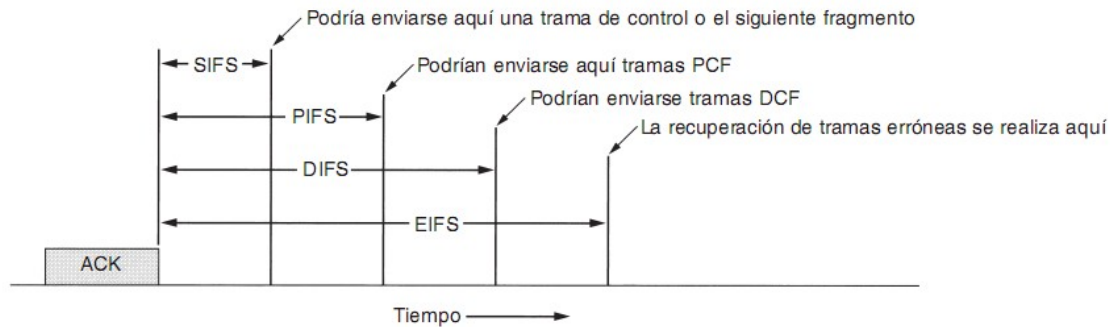 Podría enviarse aquí una trama de control o el siguiente fragmento
SIFS
Podrían enviarse aquí tramas PCF
PIFS
Podrían enviarse tramas DCF
La recuperación de tramas erróneas se realiza aquí
DIFS
EIFS
ACK
Tiempo